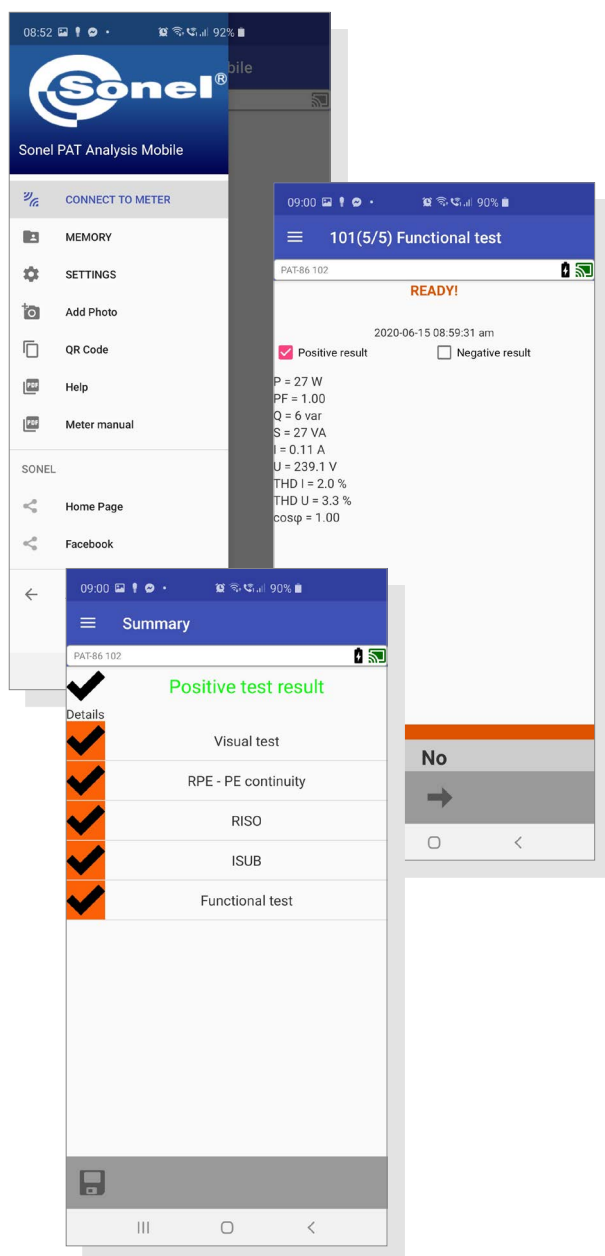 08:52
92%
bile
Sonel®
Sonel PAT Analysis Mobile
CONNECT TO METER
MEMORY
SETTINGS
Add Photo
QR Code
PDF Help
PDF Meter manual
SONEL
Home Page
Facebook
09:00
90%
101(5/5) Functional test
PAT-86 102
READY!
2020-06-15 08:59:31 am
Positive result Negative result
P = 27 W
PF = 1.00
Q = 6 var
S = 27 VA
I = 0.11 A
U = 239.1 V
THD I = 2.0 %
THD U = 3.3 %
cosφ = 1.00
No
09:00
90%
Summary
PAT-86 102
Positive test result
Details
Visual test
RPE - PE continuity
RISO
ISUB
Functional test